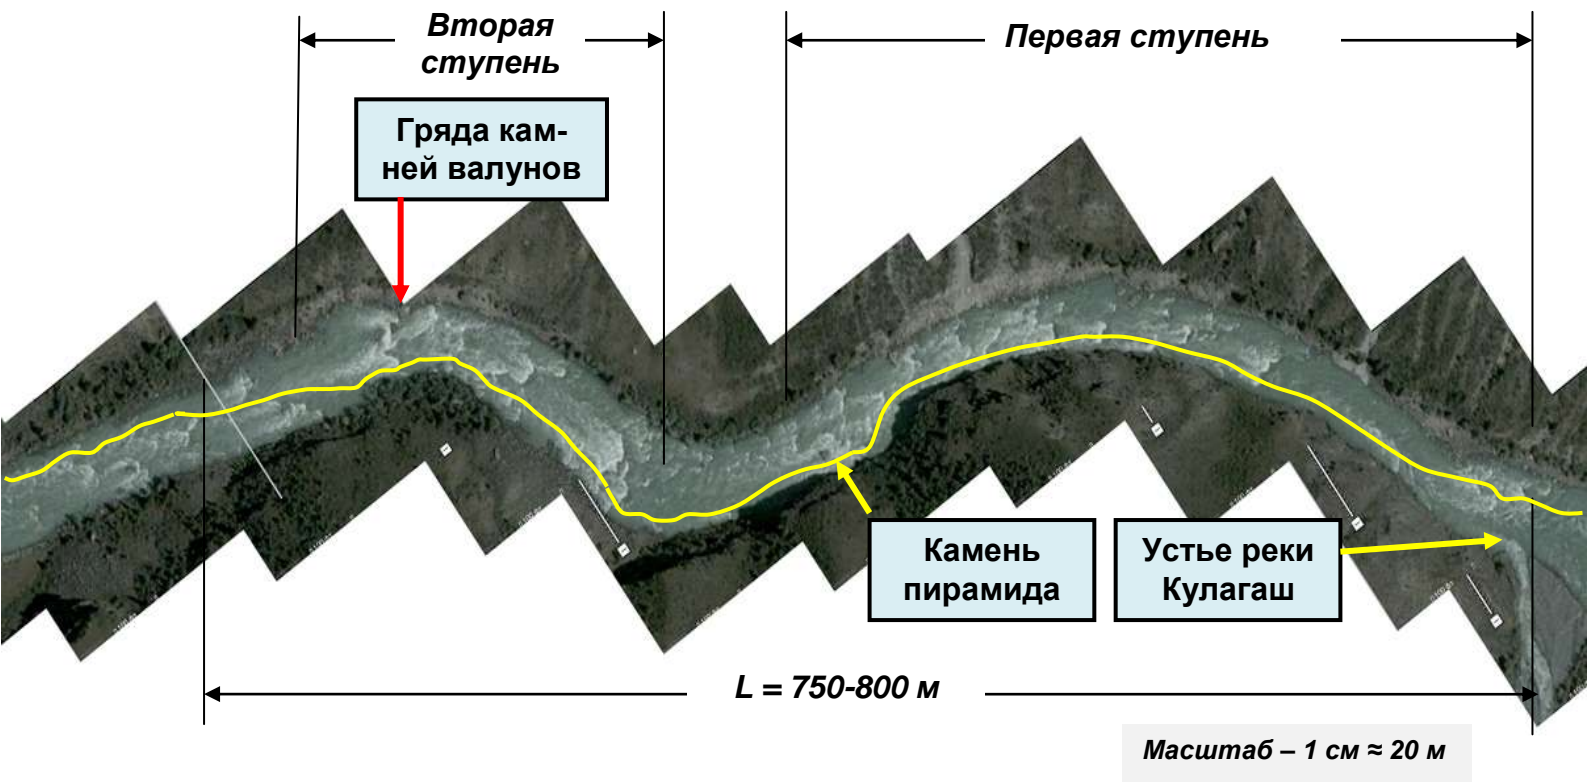 Вторая
ступень
Первая ступень
Гряда кам-
ней валунов
Камень
пирамида
Устье реки
Кулагаш
L = 750-800 м
Масштаб – 1 см ≈ 20 м